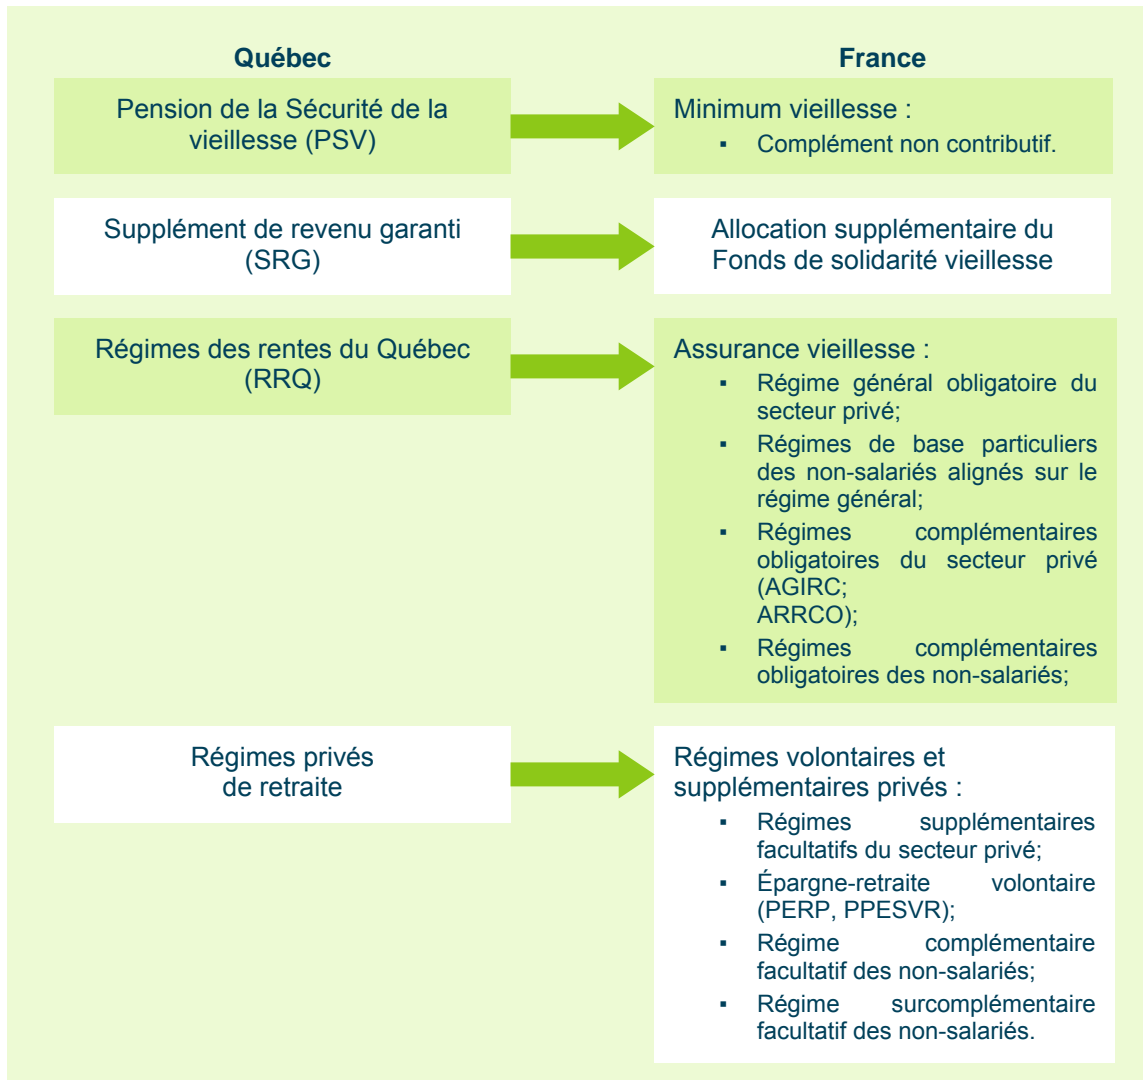 Québec
France
Pension de la Sécurité de la
vieillesse (PSV)
Minimum vieillesse :
▪ Complément non contributif.
Supplément de revenu garanti
(SRG)
Allocation supplémentaire du
Fonds de solidarité vieillesse
Régimes des rentes du Québec
(RRQ)
Assurance vieillesse :
▪ Régime général obligatoire du
secteur privé;
▪ Régimes de base particuliers
des non-salariés alignés sur le
régime général;
▪ Régimes complémentaires
obligatoires du secteur privé
(AGIRC;
ARRCO);
▪ Régimes complémentaires
obligatoires des non-salariés;
Régimes privés
de retraite
Régimes volontaires et
supplémentaires privés :
▪ Régimes supplémentaires
facultatifs du secteur privé;
▪ Épargne-retraite volontaire
(PERP, PPESVR);
▪ Régime complémentaire
facultatif des non-salariés;
▪ Régime surcomplémentaire
facultatif des non-salariés.